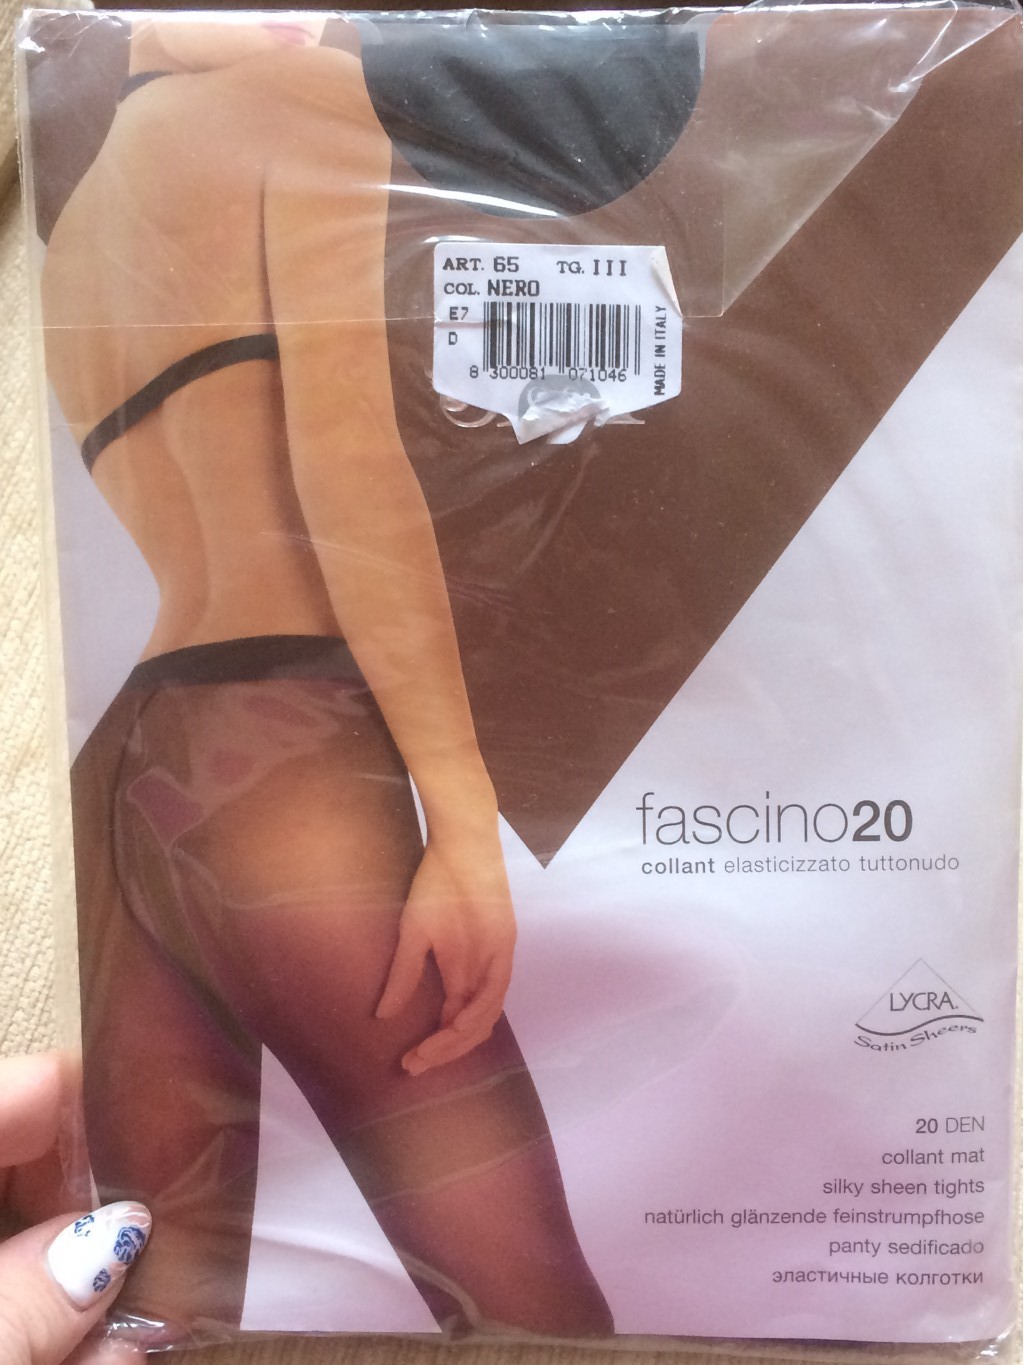 ART. 65 TG. III
COL. NERO
E7
D
8 300081 071046
MADE IN ITALY
fascino20
collant elasticizzato tuttonudo
LYCRA.
Satin Sheers
20 DEN
collant mat
silky sheen tights
natürlich glänzende feinstrumpfhose
panty sedificado
эластичные колготки